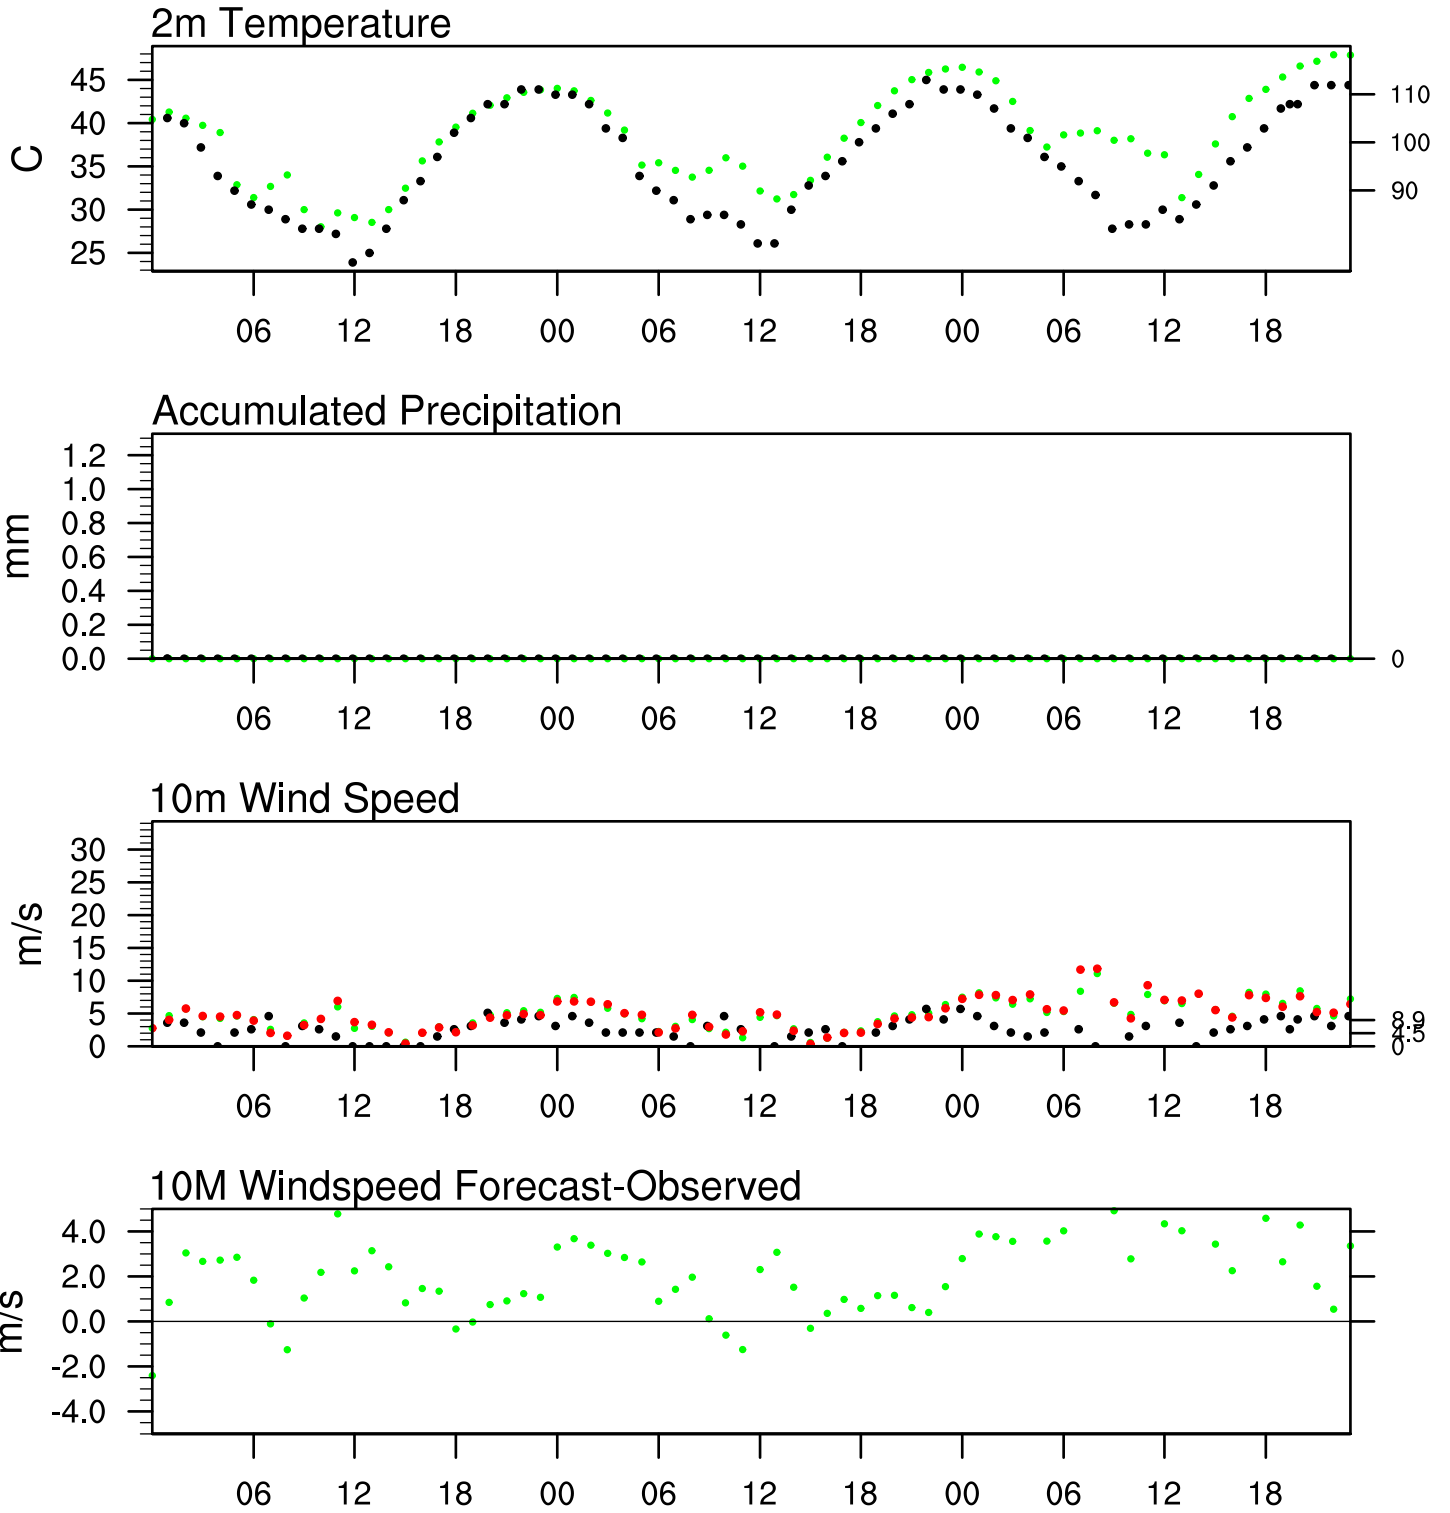 2m Temperature
45
40
35
30
25
C
110
100
90
06 12 18 00 06 12 18 00 06 12 18
Accumulated Precipitation
1.2
1.0
0.8
0.6
0.4
0.2
0.0
mm
0
06 12 18 00 06 12 18 00 06 12 18
10m Wind Speed
30
25
20
15
10
5
0
m/s
8.9
4.5
0
06 12 18 00 06 12 18 00 06 12 18
10M Windspeed Forecast-Observed
4.0
2.0
0.0
-2.0
-4.0
m/s
06 12 18 00 06 12 18 00 06 12 18